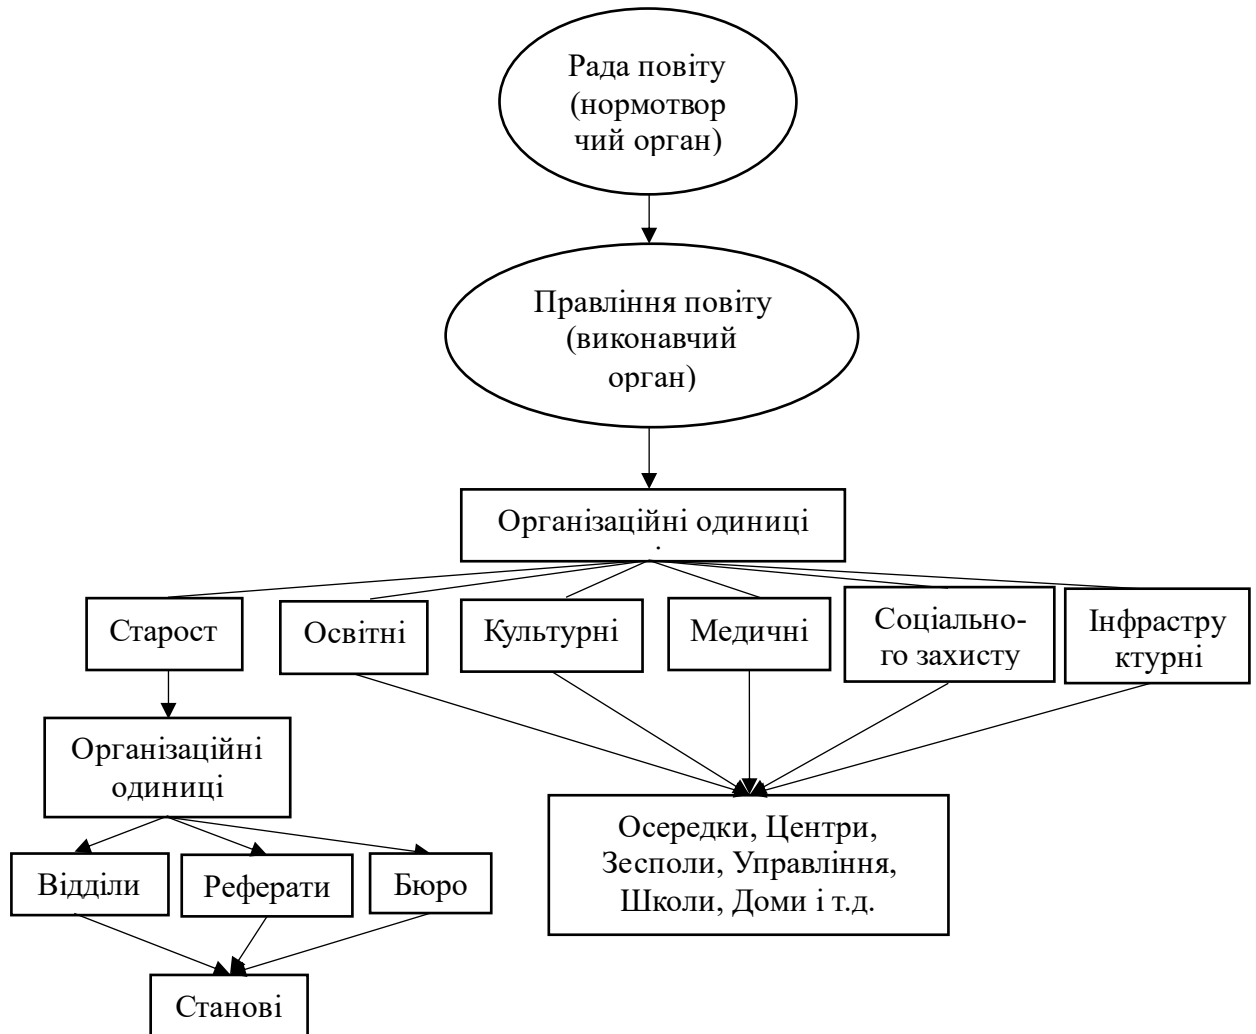 Рада повіту
(нормотвор
чий орган)
Правління повіту
(виконавчий
орган)
Організаційні одиниці
Старост
Освітні
Культурні
Медичні
Соціально-
го захисту
Інфрастру
ктурні
Організаційні
одиниці
Осередки, Центри,
Зесполи, Управління,
Школи, Доми і т.д.
Відділи
Реферати
Бюро
Станові